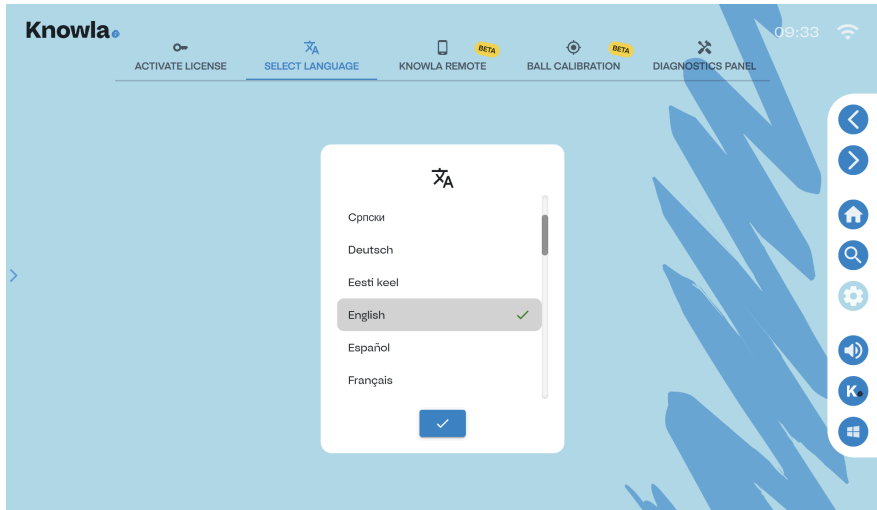 Knowla.
09:33
BETA
BETA
ACTIVATE LICENSE
SELECT LANGUAGE
KNOWLA REMOTE
BALL CALIBRATION
DIAGNOSTICS PANEL
Српски
Deutsch
Eesti keel
English
Español
Français
K.